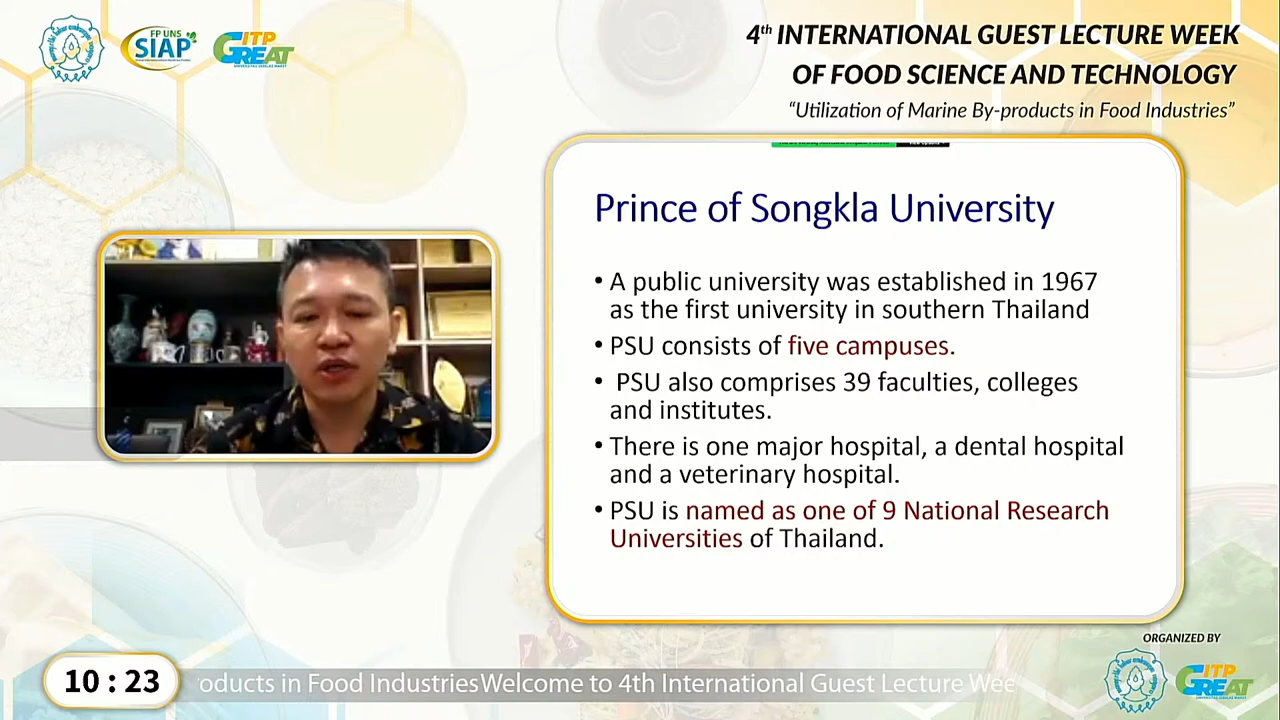 FP UNS
SIAP
ITP
GREAT
4th INTERNATIONAL GUEST LECTURE WEEK
OF FOOD SCIENCE AND TECHNOLOGY
“Utilization of Marine By-products in Food Industries”
Prince of Songkla University
• A public university was established in 1967
as the first university in southern Thailand
• PSU consists of five campuses.
• PSU also comprises 39 faculties, colleges
and institutes.
• There is one major hospital, a dental hospital
and a veterinary hospital.
• PSU is named as one of 9 National Research
Universities of Thailand.
ORGANIZED BY
ITP
GREAT
10 : 23
oducts in Food IndustriesWelcome to 4th International Guest Lecture Wee